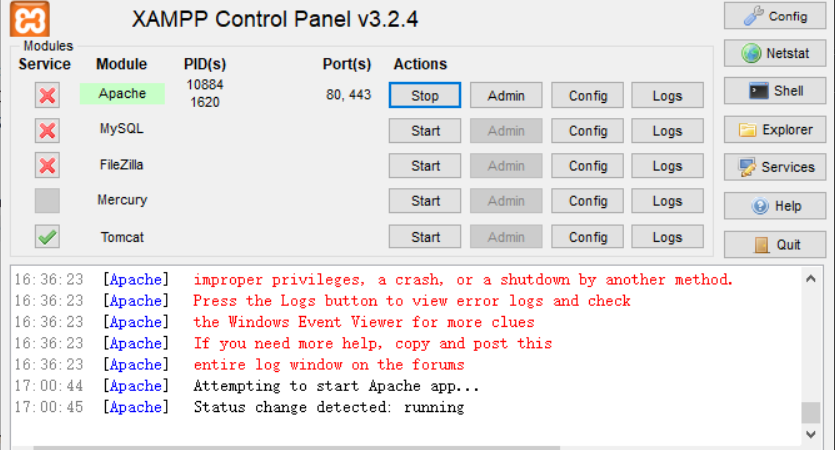 XAMPP Control Panel v3.2.4
Config
Modules
Service Module PID(s) Port(s) Actions
Netstat
Apache 10884 1620 80, 443 Stop Admin Config Logs
Shell
MySQL Start Admin Config Logs
Explorer
FileZilla Start Admin Config Logs
Services
Mercury Start Admin Config Logs
Help
Tomcat Start Admin Config Logs
Quit
16:36:23 [Apache] improper privileges, a crash, or a shutdown by another method.
16:36:23 [Apache] Press the Logs button to view error logs and check
16:36:23 [Apache] the Windows Event Viewer for more clues
16:36:23 [Apache] If you need more help, copy and post this
16:36:23 [Apache] entire log window on the forums
17:00:44 [Apache] Attempting to start Apache app...
17:00:45 [Apache] Status change detected: running